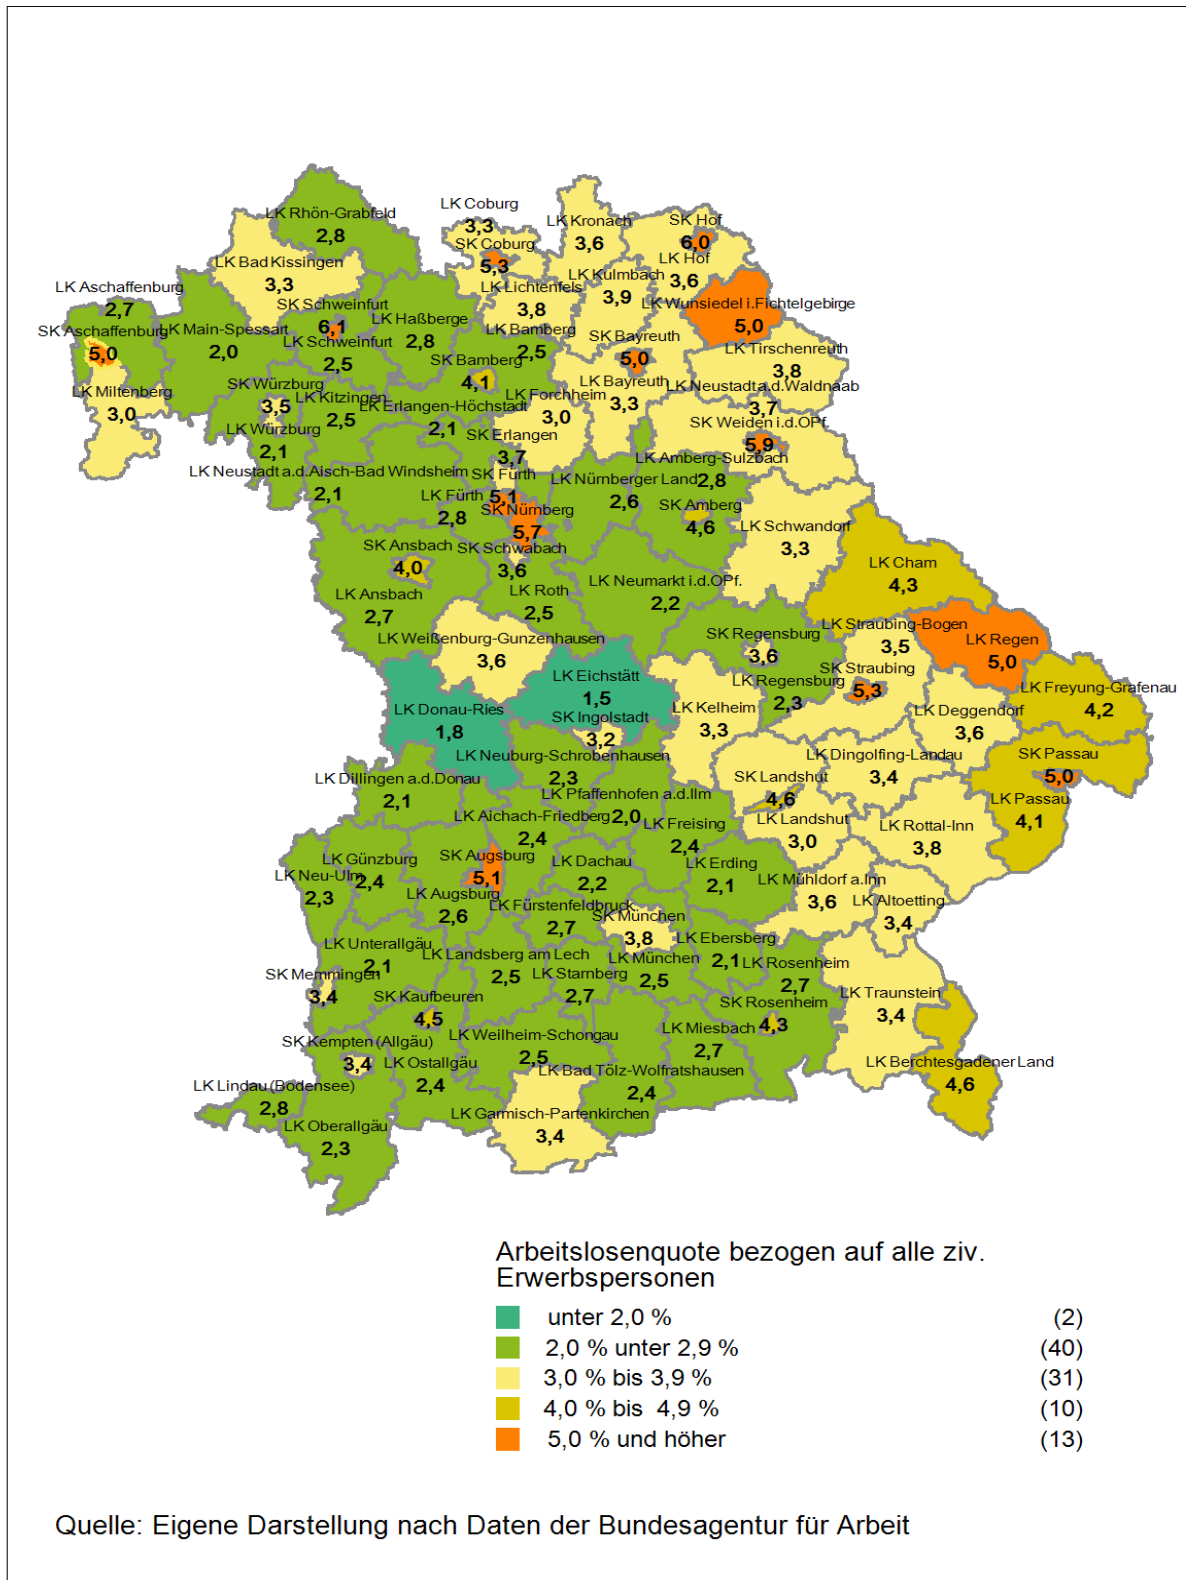 LK Rhön-Grabfeld
2,8
LK Coburg
3,3
SK Coburg
5,3
LK Kronach
3,6
SK Hof
6,0
LK Hof
3,6
LK Bad Kissingen
3,3
LK Lichtenfels
3,8
LK Kulmbach
3,9
LK Wunsiedel i.Fichtelgebirge
5,0
LK Aschaffenburg
2,7
SK Aschaffenburg
5,0
LK Main-Spessart
2,0
SK Schweinfurt
6,1
LK Schweinfurt
2,5
LK Haßberge
2,8
LK Bamberg
2,5
SK Bamberg
4,1
SK Bayreuth
5,0
LK Bayreuth
3,3
LK Tirschenreuth
3,8
LK Miltenberg
3,0
SK Würzburg
3,5
LK Würzburg
2,1
LK Kitzingen
2,5
LK Erlangen-Höchstadt
2,1
LK Forchheim
3,0
LK Neustadt a.d.Waldnaab
3,7
SK Weiden i.d.OPf.
5,9
SK Erlangen
3,7
LK Neustadt a.d.Aisch-Bad Windsheim
2,1
SK Fürth
5,1
LK Fürth
2,8
SK Nürnberg
5,7
LK Nürnberger Land
2,6
LK Amberg-Sulzbach
2,8
SK Amberg
4,6
LK Schwandorf
3,3
SK Ansbach
4,0
SK Schwabach
3,6
LK Ansbach
2,7
LK Roth
2,5
LK Neumarkt i.d.OPf.
2,2
LK Cham
4,3
LK Weißenburg-Gunzenhausen
3,6
SK Regensburg
3,6
LK Regensburg
2,3
LK Straubing-Bogen
3,5
SK Straubing
5,3
LK Regen
5,0
LK Freyung-Grafenau
4,2
LK Eichstätt
1,5
LK Donau-Ries
1,8
SK Ingolstadt
3,2
LK Kelheim
3,3
LK Deggendorf
3,6
LK Neuburg-Schrobenhausen
2,3
LK Dingolfing-Landau
3,4
SK Passau
5,0
LK Passau
4,1
LK Dillingen a.d.Donau
2,1
LK Pfaffenhofen a.d.Ilm
2,0
SK Landshut
4,6
LK Landshut
3,0
LK Rottal-Inn
3,8
LK Aichach-Friedberg
2,4
LK Freising
2,4
LK Günzburg
2,4
LK Neu-Ulm
2,3
SK Augsburg
5,1
LK Augsburg
2,6
LK Dachau
2,2
LK Erding
2,1
LK Mühldorf a.Inn
3,6
LK Altoetting
3,4
LK Fürstenfeldbruck
2,7
SK München
3,8
LK München
2,5
LK Ebersberg
2,1
LK Unterallgäu
2,1
LK Landsberg am Lech
2,5
LK Starnberg
2,7
LK Rosenheim
2,7
SK Rosenheim
4,3
LK Traunstein
3,4
SK Memmingen
3,4
SK Kaufbeuren
4,5
LK Weilheim-Schongau
2,5
LK Miesbach
2,7
SK Kempten (Allgäu)
3,4
LK Ostallgäu
2,4
LK Bad Tölz-Wolfratshausen
2,4
LK Berchtesgadener Land
4,6
LK Lindau (Bodensee)
2,8
LK Oberallgäu
2,3
LK Garmisch-Partenkirchen
3,4
Arbeitslosenquote bezogen auf alle ziv.
Erwerbspersonen
unter 2,0 % (2)
2,0 % unter 2,9 % (40)
3,0 % bis 3,9 % (31)
4,0 % bis 4,9 % (10)
5,0 % und höher (13)
Quelle: Eigene Darstellung nach Daten der Bundesagentur für Arbeit